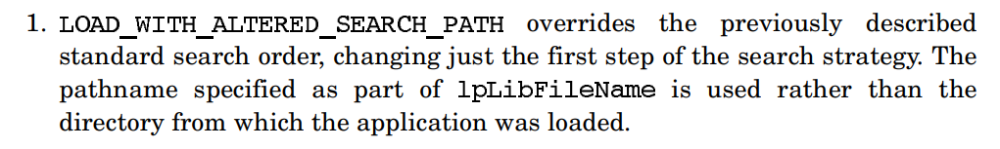 1. LOAD_WITH_ALTERED_SEARCH_PATH overrides the previously described
standard search order, changing just the first step of the search strategy. The
pathname specified as part of lpLibFileName is used rather than the
directory from which the application was loaded.